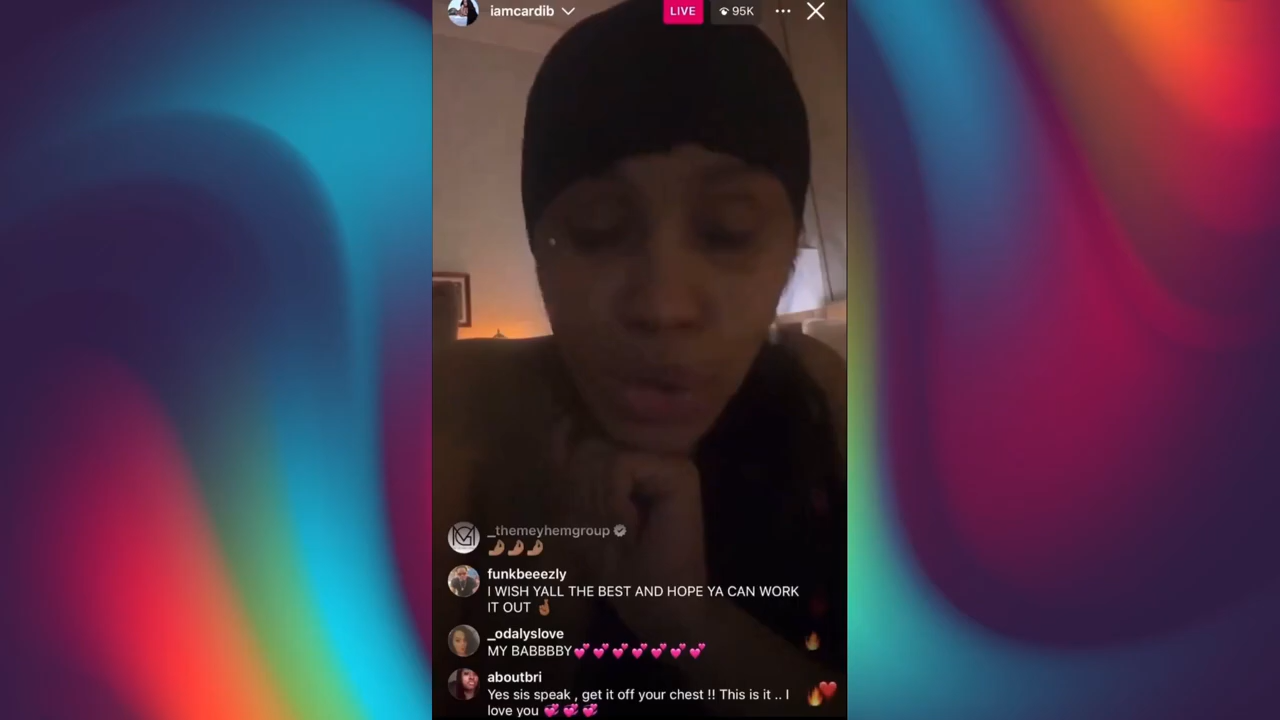 iamcardib
LIVE
95K
_themeyhemgroup
🤌🏼🤌🏼🤌🏼
funkbeeezly
I WISH YALL THE BEST AND HOPE YA CAN WORK
IT OUT 🤞🏾
_odalyslove
MY BABBBBY💕💕💕💕💕💕💕
aboutbri
Yes sis speak , get it off your chest !! This is it .. I
love you 💞💞💞